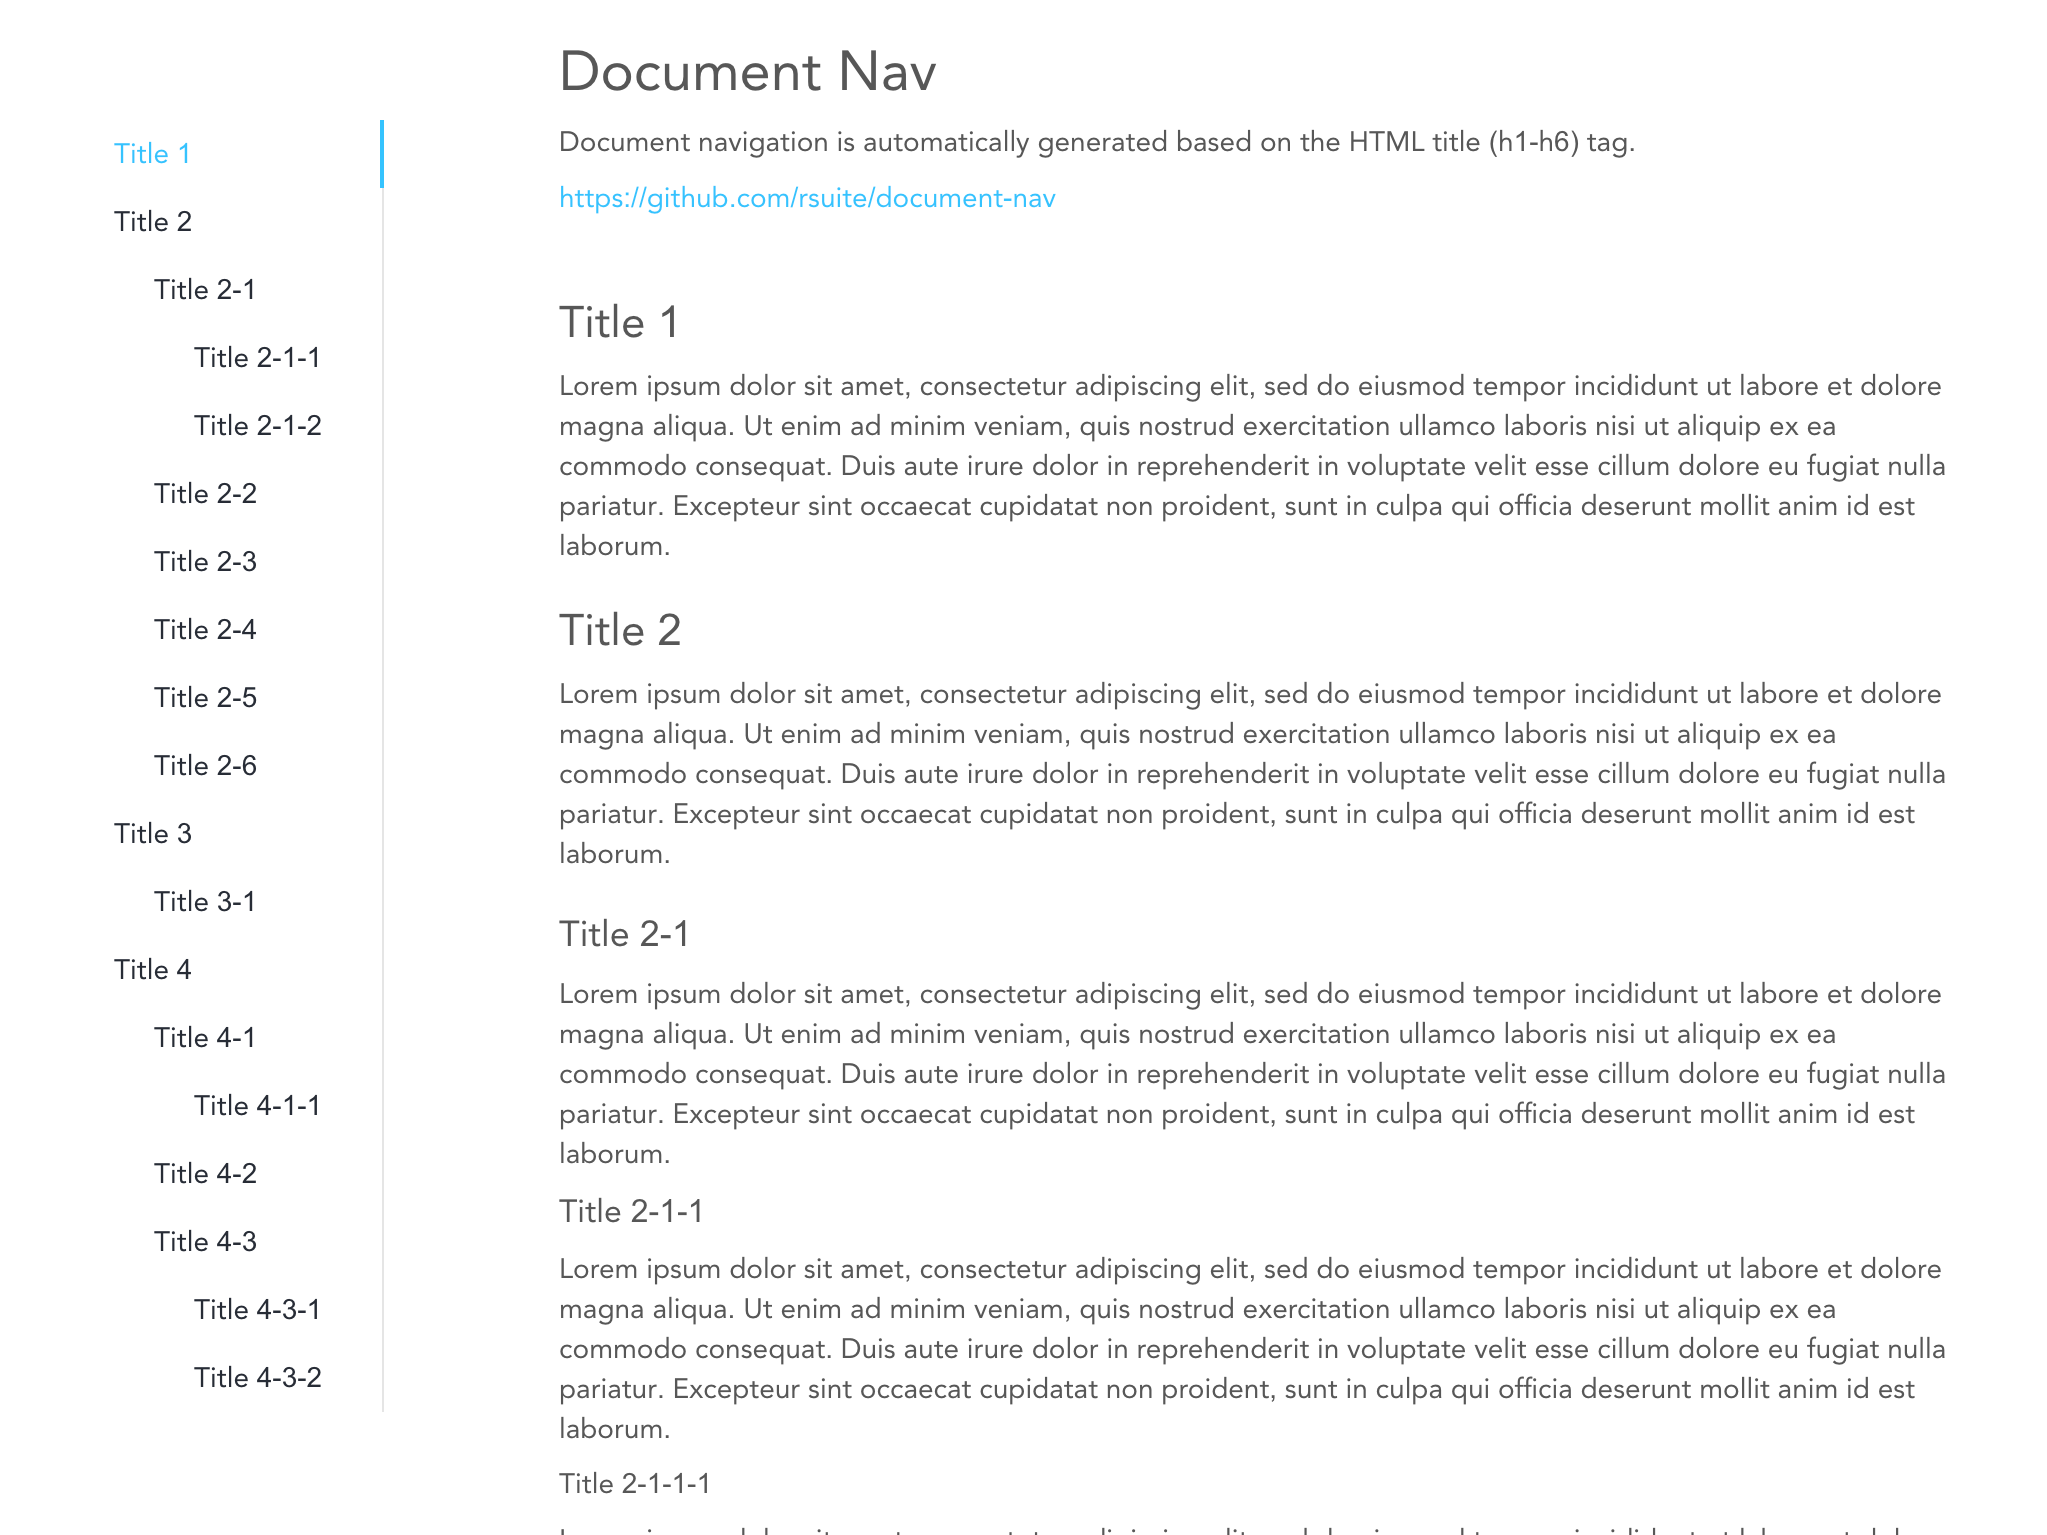 Title 1
Title 2
Title 2-1
Title 2-1-1
Title 2-1-2
Title 2-2
Title 2-3
Title 2-4
Title 2-5
Title 2-6
Title 3
Title 3-1
Title 4
Title 4-1
Title 4-1-1
Title 4-2
Title 4-3
Title 4-3-1
Title 4-3-2
Document Nav
Document navigation is automatically generated based on the HTML title (h1-h6) tag.
https://github.com/rsuite/document-nav
Title 1
Lorem ipsum dolor sit amet, consectetur adipiscing elit, sed do eiusmod tempor incididunt ut labore et dolore
magna aliqua. Ut enim ad minim veniam, quis nostrud exercitation ullamco laboris nisi ut aliquip ex ea
commodo consequat. Duis aute irure dolor in reprehenderit in voluptate velit esse cillum dolore eu fugiat nulla
pariatur. Excepteur sint occaecat cupidatat non proident, sunt in culpa qui officia deserunt mollit anim id est
laborum.
Title 2
Lorem ipsum dolor sit amet, consectetur adipiscing elit, sed do eiusmod tempor incididunt ut labore et dolore
magna aliqua. Ut enim ad minim veniam, quis nostrud exercitation ullamco laboris nisi ut aliquip ex ea
commodo consequat. Duis aute irure dolor in reprehenderit in voluptate velit esse cillum dolore eu fugiat nulla
pariatur. Excepteur sint occaecat cupidatat non proident, sunt in culpa qui officia deserunt mollit anim id est
laborum.
Title 2-1
Lorem ipsum dolor sit amet, consectetur adipiscing elit, sed do eiusmod tempor incididunt ut labore et dolore
magna aliqua. Ut enim ad minim veniam, quis nostrud exercitation ullamco laboris nisi ut aliquip ex ea
commodo consequat. Duis aute irure dolor in reprehenderit in voluptate velit esse cillum dolore eu fugiat nulla
pariatur. Excepteur sint occaecat cupidatat non proident, sunt in culpa qui officia deserunt mollit anim id est
laborum.
Title 2-1-1
Lorem ipsum dolor sit amet, consectetur adipiscing elit, sed do eiusmod tempor incididunt ut labore et dolore
magna aliqua. Ut enim ad minim veniam, quis nostrud exercitation ullamco laboris nisi ut aliquip ex ea
commodo consequat. Duis aute irure dolor in reprehenderit in voluptate velit esse cillum dolore eu fugiat nulla
pariatur. Excepteur sint occaecat cupidatat non proident, sunt in culpa qui officia deserunt mollit anim id est
laborum.
Title 2-1-1-1